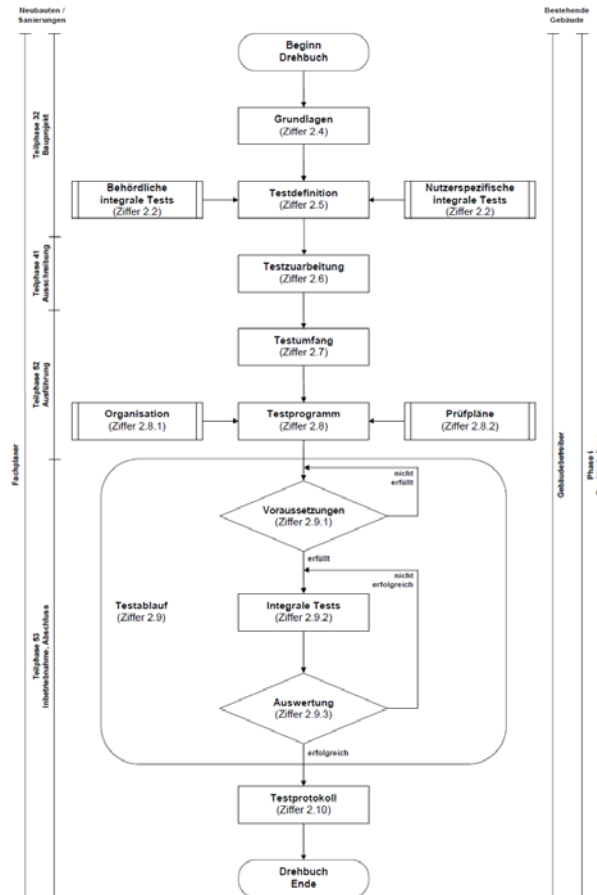 Neubauten /
Sanierungen
Bestehende
Gebäude
Beginn
Drehbuch
Teilphase 32
Bauprojekt
Grundlagen
(Ziffer 2.4)
Behördliche
integrale Tests
(Ziffer 2.2)
Testdefinition
(Ziffer 2.5)
Nutzerspezifische
integrale Tests
(Ziffer 2.2)
Teilphase 41
Ausschreibung
Testzuarbeitung
(Ziffer 2.6)
Teilphase 52
Ausführung
Testumfang
(Ziffer 2.7)
Organisation
(Ziffer 2.8.1)
Testprogramm
(Ziffer 2.8)
Prüfpläne
(Ziffer 2.8.2)
Fachplaser
Gebäudebetreiber
Phase
nicht
erfüllt
Voraussetzungen
(Ziffer 2.9.1)
erfüllt
nicht
erfolgreich
Testablauf
(Ziffer 2.9)
Integrale Tests
(Ziffer 2.9.2)
Teilphase 53
Inbetriebnahme, Abschluss
Auswertung
(Ziffer 2.9.3)
erfolgreich
Testprotokoll
(Ziffer 2.10)
Drehbuch
Ende